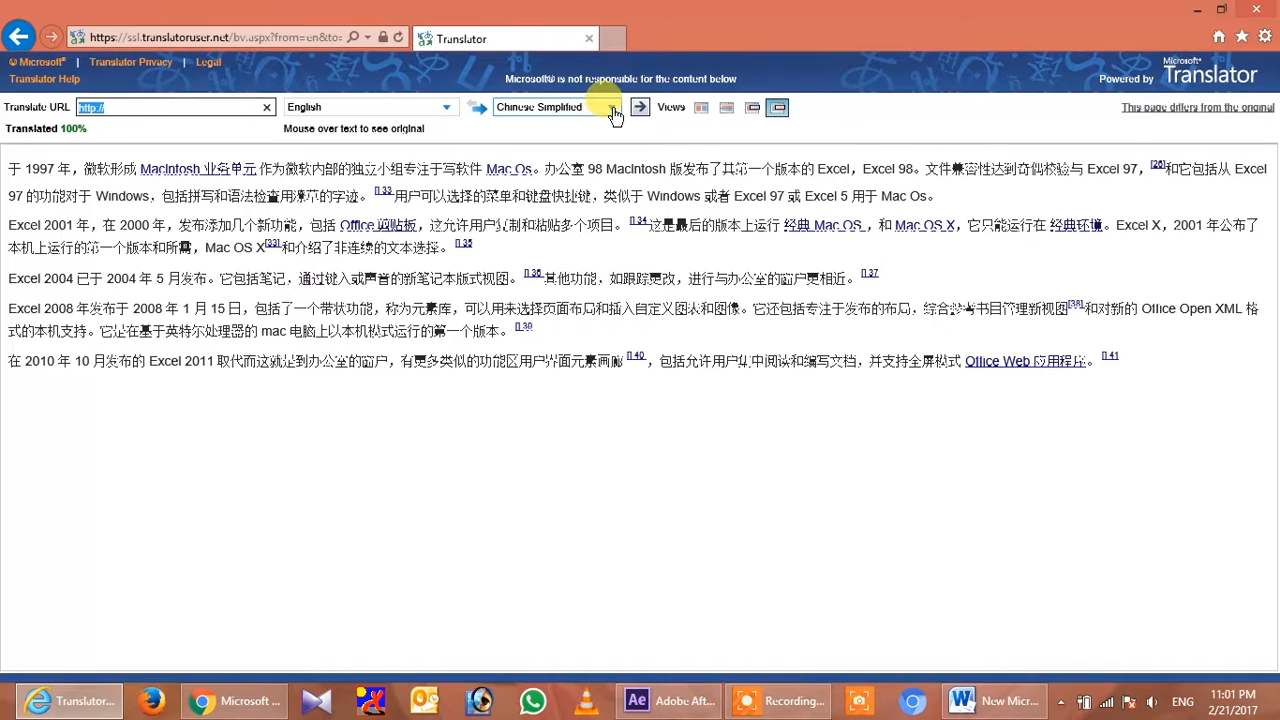 https://ssl.translatoruser.net/bv.aspx?from=en&to=
Translator
© Microsoft®
Translator Privacy
Legal
Translator Help
Microsoft® is not responsible for the content below
Powered by
Microsoft®
Translator
Translate URL
http://
English
Chinese Simplified
Views
This page differs from the original
Translated 100%
Mouse over text to see original
于 1997 年，微软形成 Macintosh 业务单元 作为微软内部的独立小组专注于写软件 Mac Os。办公室 98 Macintosh 版发布了其第一个版本的 Excel，Excel 98。文件兼容性达到奇偶校验与 Excel 97，[26]和它包括从 Excel
97 的功能对于 Windows，包括拼写和语法检查用潦草的字迹。[]33用户可以选择的菜单和键盘快捷键，类似于 Windows 或者 Excel 97 或 Excel 5 用于 Mac Os。
Excel 2001 年，在 2000 年，发布添加几个新功能，包括 Office 剪贴板，这允许用户复制和粘贴多个项目。[]34这是最后的版本上运行 经典 Mac OS，和 Mac OS X，它只能运行在 经典环境。Excel X，2001 年公布了
本机上运行的第一个版本和所需，Mac OS X[33]和介绍了非连续的文本选择。[]35
Excel 2004 已于 2004 年 5 月发布。它包括笔记，通过键入或声音的新笔记本版式视图。[]36其他功能，如跟踪更改，进行与办公室的窗户更相近。[]37
Excel 2008 年发布于 2008 年 1 月 15 日，包括了一个带状功能，称为元素库，可以用来选择页面布局和插入自定义图表和图像。它还包括专注于发布的布局，综合参考书目管理新视图[38]和对新的 Office Open XML 格
式的本机支持。它是在基于英特尔处理器的 mac 电脑上以本机模式运行的第一个版本。[]39
在 2010 年 10 月发布的 Excel 2011 取代而这就是到办公室的窗户，有更多类似的功能区用户界面元素画廊[]40，包括允许用户集中阅读和编写文档，并支持全屏模式 Office Web 应用程序。[]41
Translator...
Microsoft ...
Adobe Aft...
Recording...
New Micr...
ENG
11:01 PM
2/21/2017